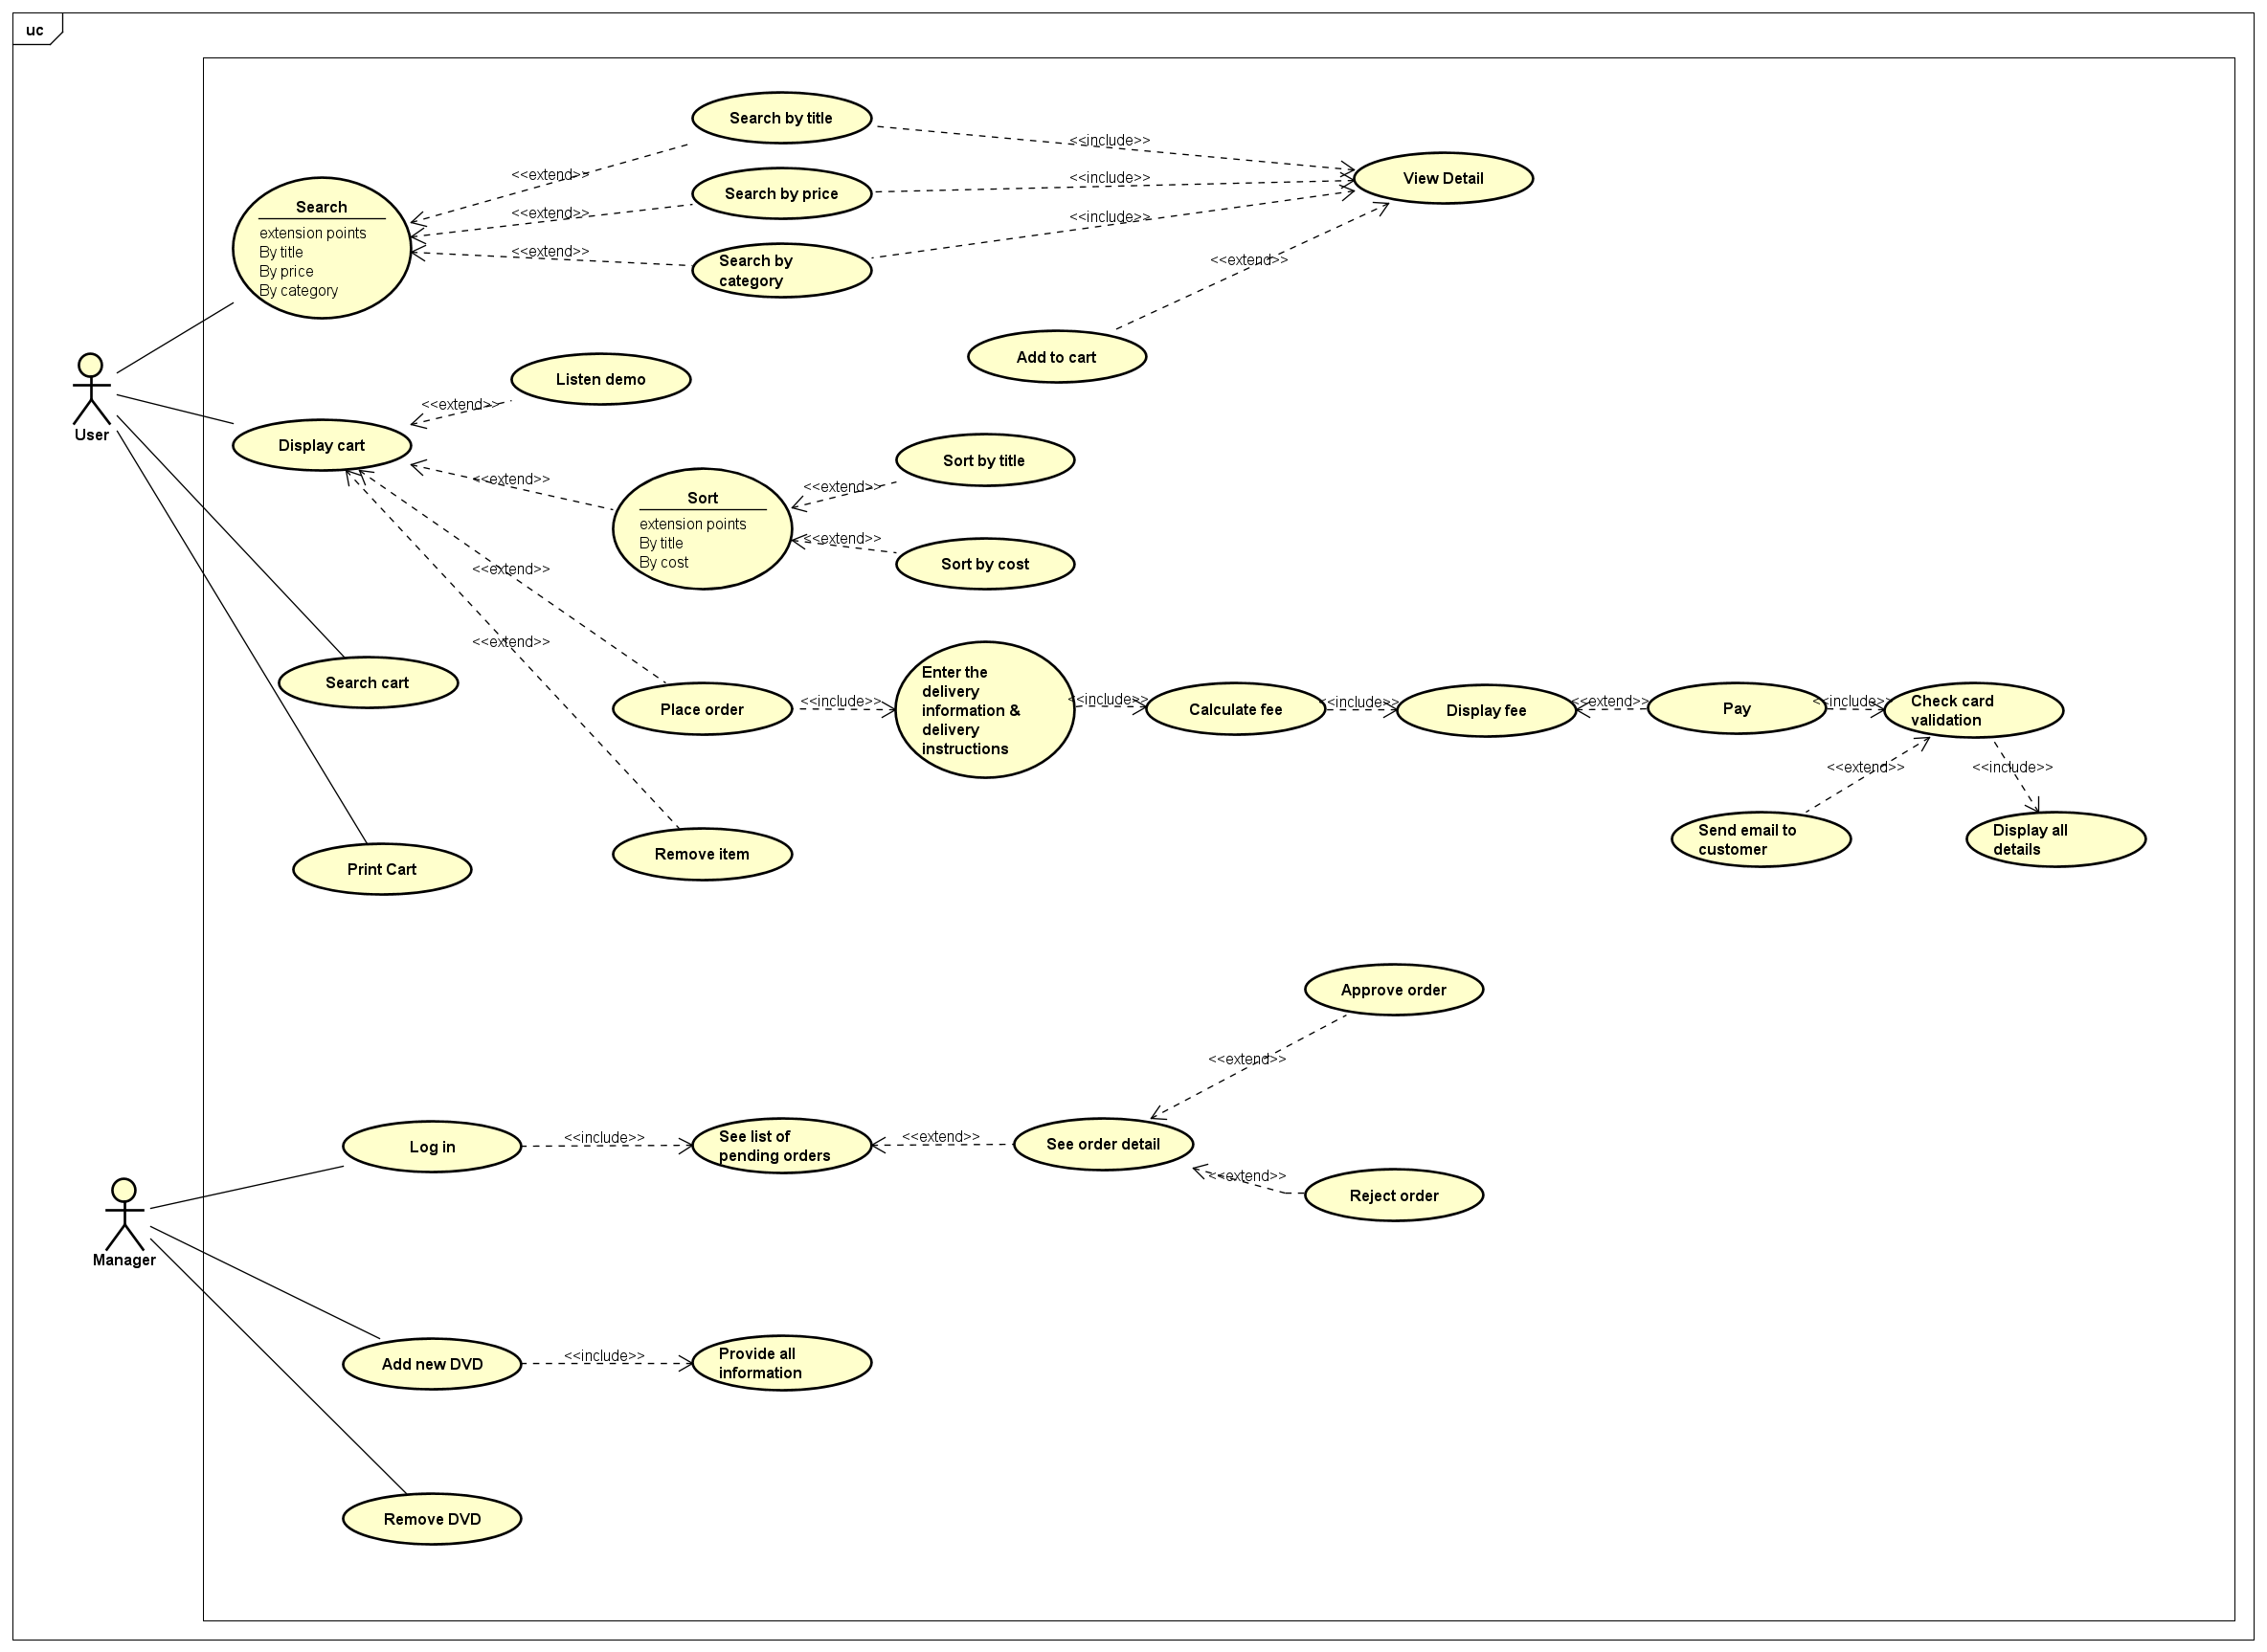 uc
Search by title
<<include>>
Search
extension points
By title
By price
By category
<<extend>>
Search by price
<<include>>
View Detail
<<extend>>
<<include>>
<<extend>>
Search by
category
<<extend>>
Add to cart
User
Listen demo
<<extend>>
Display cart
<<extend>>
Sort
extension points
By title
By cost
Sort by title
<<extend>>
<<extend>>
Sort by cost
<<extend>>
<<extend>>
Search cart
Place order
<<include>>
Enter the
delivery
information &
delivery
instructions
<<include>>
Calculate fee
<<include>>
Display fee
<<extend>>
Pay
<<include>>
Check card
validation
<<extend>>
<<include>>
Send email to
customer
Display all
details
Remove item
Print Cart
Approve order
<<extend>>
Log in
<<include>>
See list of
pending orders
<<extend>>
See order detail
<<extend>>
Reject order
Manager
Add new DVD
<<include>>
Provide all
information
Remove DVD